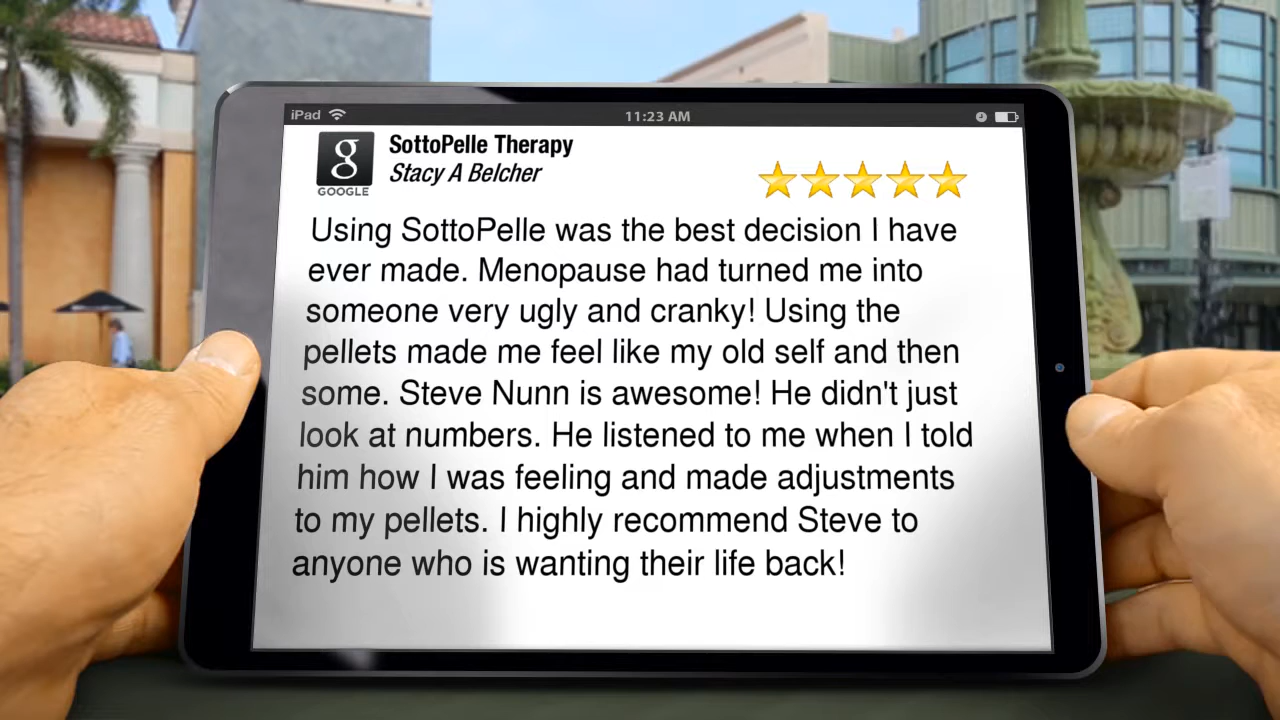 iPad 11:23 AM
SottoPelle Therapy
Stacy A Belcher
g
GOOGLE
Using SottoPelle was the best decision I have
ever made. Menopause had turned me into
someone very ugly and cranky! Using the
pellets made me feel like my old self and then
some. Steve Nunn is awesome! He didn't just
look at numbers. He listened to me when I told
him how I was feeling and made adjustments
to my pellets. I highly recommend Steve to
anyone who is wanting their life back!